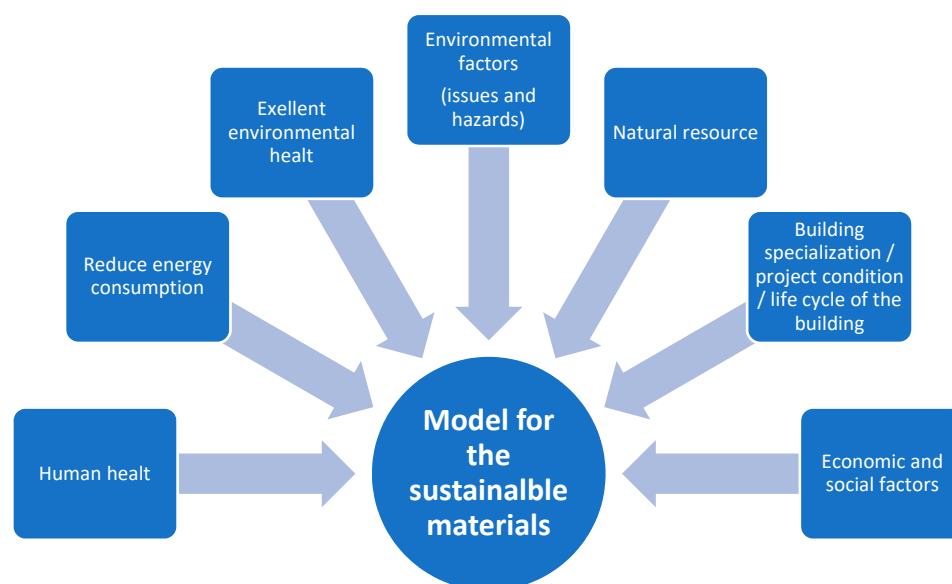 Environmental
factors
(issues and
hazards)
Exellent
environmental
healt
Natural resource
Reduce energy
consumption
Building
specialization /
project condition
/ life cycle of the
building
Human healt
Model for
the
sustainalble
materials
Economic and
social factors